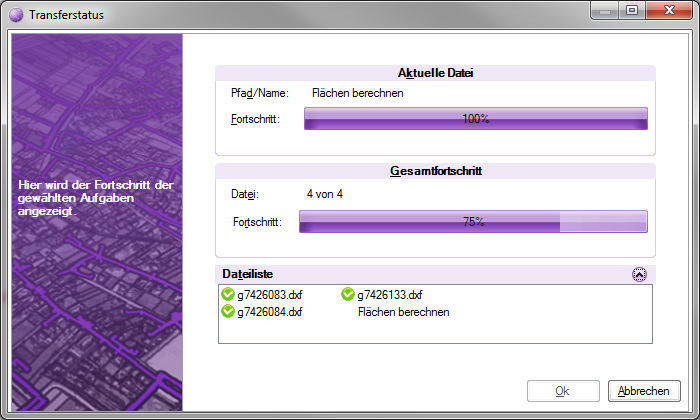 Transferstatus
Hier wird der Fortschritt der
gewählten Aufgaben
angezeigt.
Aktuelle Datei
Pfad/Name: Flächen berechnen
Fortschritt: 100%
Gesamtfortschritt
Datei: 4 von 4
Fortschritt: 75%
Dateiliste
g7426083.dxf g7426133.dxf
g7426084.dxf Flächen berechnen
Ok Abbrechen